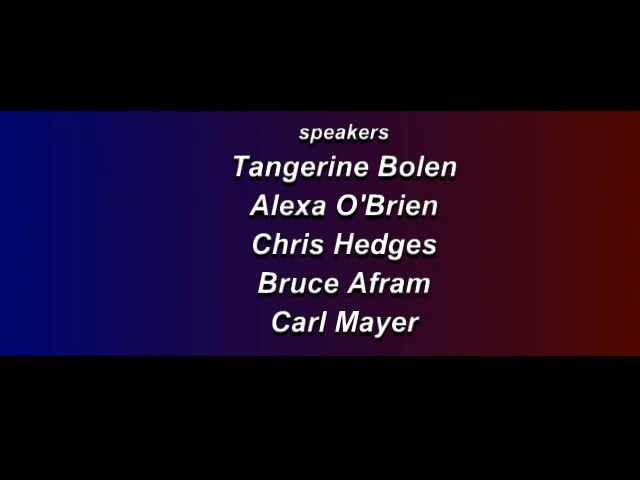 speakers
Tangerine Bolen
Alexa O'Brien
Chris Hedges
Bruce Afram
Carl Mayer